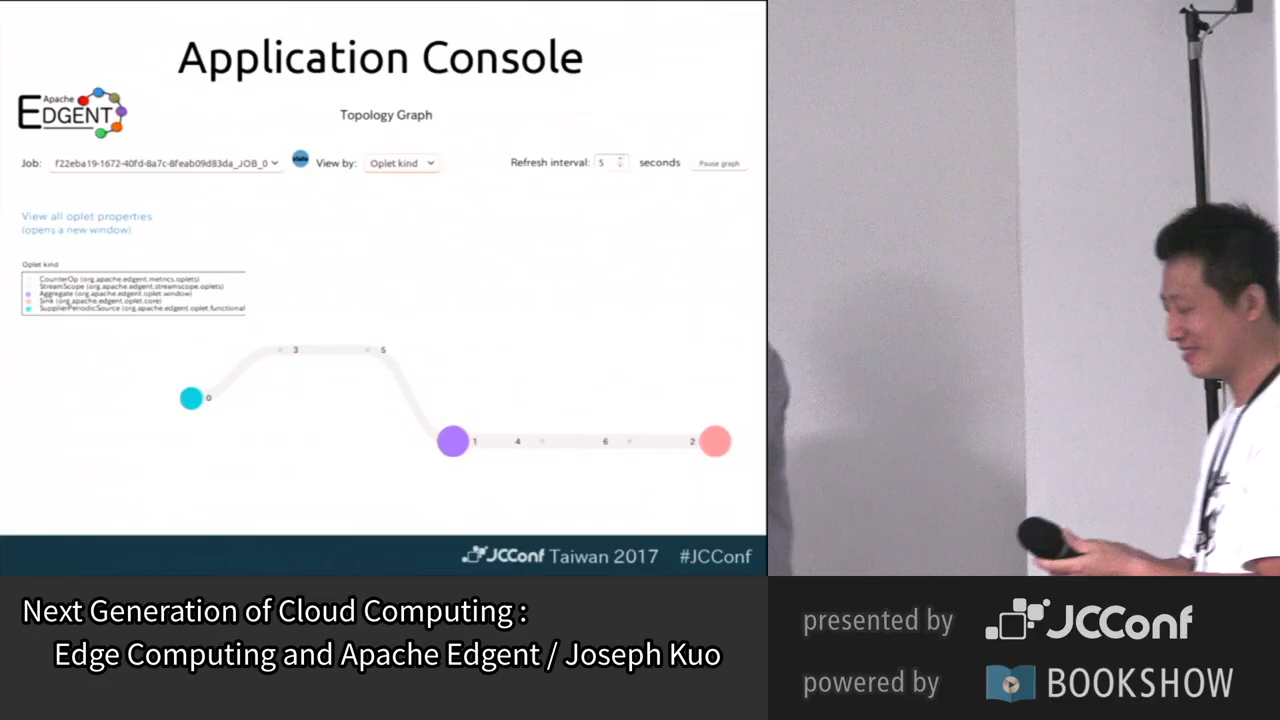 Application Console
Apache
EDGENT
Topology Graph
Job: f22eba19-1672-40fd-8a7c-8feab09d83da_JOB_0 state View by: Oplet kind Refresh interval: 5 seconds Pause graph
View all oplet properties
(opens a new window)
Oplet kind
CounterOp (org.apache.edgent.metrics.oplets)
StreamScope (org.apache.edgent.streamscope.oplets)
Aggregate (org.apache.edgent.oplet.window)
Sink (org.apache.edgent.oplet.core)
SupplierPeriodicSource (org.apache.edgent.oplet.functional
3 5
0
1 4 6 2
JCConf Taiwan 2017 #JCConf
Next Generation of Cloud Computing :
Edge Computing and Apache Edgent / Joseph Kuo
presented by JCConf
powered by BOOKSHOW